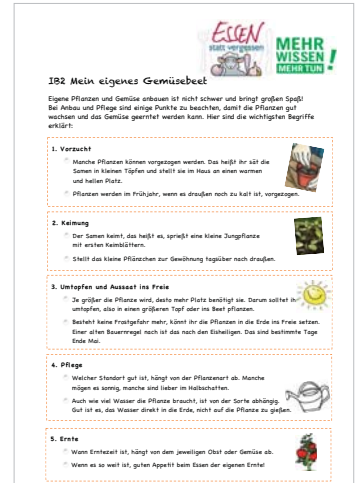 ESSEN
statt vergessen
MEHR
WISSEN
MEHR TUN!
IB2 Mein eigenes Gemüsebeet
Eigene Pflanzen und Gemüse anbauen ist nicht schwer und bringt großen Spaß!
Bei Anbau und Pflege sind einige Punkte zu beachten, damit die Pflanzen gut
wachsen und das Gemüse geerntet werden kann. Hier sind die wichtigsten Begriffe
erklärt:
1. Vorzucht
Manche Pflanzen können vorgezogen werden. Das heißt ihr sät die
Samen in kleinen Töpfen und stellt sie im Haus an einen warmen
und hellen Platz.
Pflanzen werden im Frühjahr, wenn es draußen noch zu kalt ist, vorgezogen.
2. Keimung
Der Samen keimt, das heißt es, sprießt eine kleine Jungpflanze
mit ersten Keimblättern.
Stellt das kleine Pflänzchen zur Gewöhnung tagsüber nach draußen.
3. Umtopfen und Aussaat ins Freie
Je größer die Pflanze wird, desto mehr Platz benötigt sie. Darum solltet ihr
umtopfen, also in einen größeren Topf oder ins Beet pflanzen.
Besteht keine Frostgefahr mehr, könnt ihr die Pflanzen in die Erde ins Freie setzen.
Einer alten Bauernregel nach ist das nach den Eisheiligen. Das sind bestimmte Tage
Ende Mai.
4. Pflege
Welcher Standort gut ist, hängt von der Pflanzenart ab. Manche
mögen es sonnig, manche sind lieber im Halbschatten.
Auch wie viel Wasser die Pflanze braucht, ist von der Sorte abhängig.
Gut ist es, das Wasser direkt in die Erde, nicht auf die Pflanze zu gießen.
5. Ernte
Wann Erntezeit ist, hängt von dem jeweiligen Obst oder Gemüse ab.
Wenn es so weit ist, guten Appetit beim Essen der eigenen Ernte!